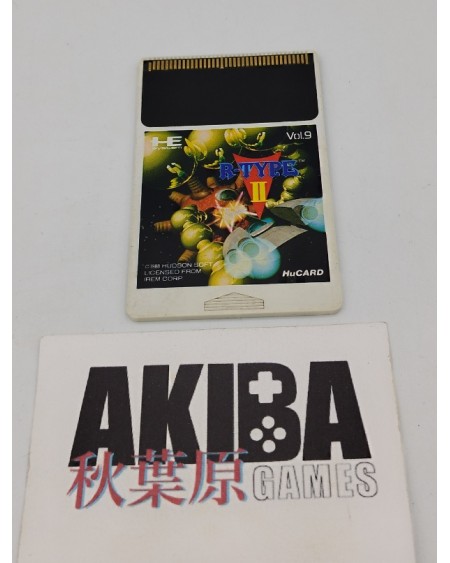 HE
Vol.9
R-TYPE
II
©1988 HUDSON SOFT
LICENSED FROM
IREM CORP.
HuCARD
AKIBA
秋葉原 GAMES